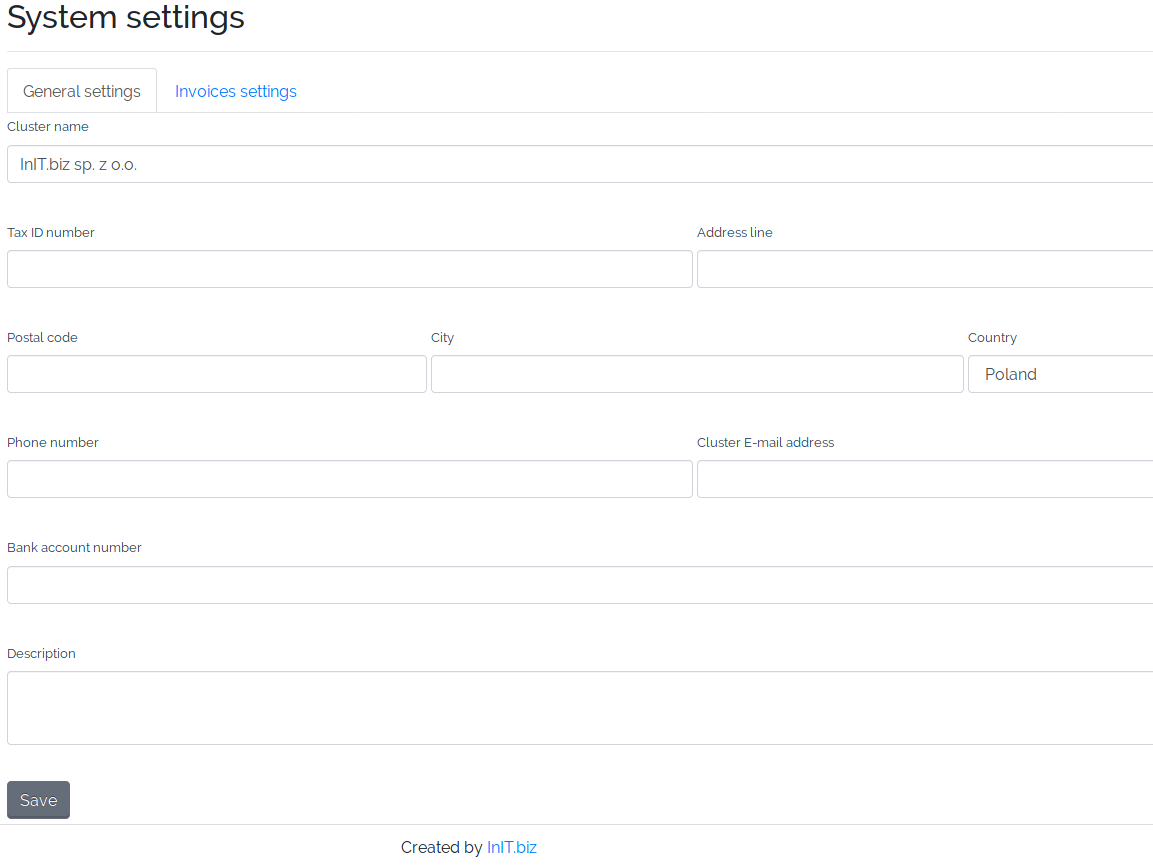 System settings
General settings Invoices settings
Cluster name
InIT.biz sp. z o.o.
Tax ID number Address line
Postal code City Country
Poland
Phone number Cluster E-mail address
Bank account number
Description
Save
Created by InIT.biz